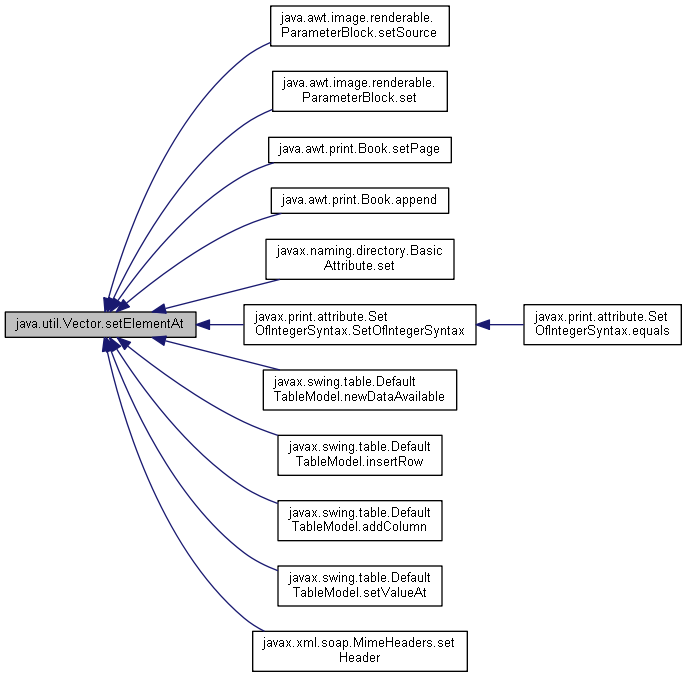 java.awt.image.renderable.
ParameterBlock.setSource
java.awt.image.renderable.
ParameterBlock.set
java.awt.print.Book.setPage
java.awt.print.Book.append
javax.naming.directory.Basic
Attribute.set
java.util.Vector.setElementAt
javax.print.attribute.Set
OfIntegerSyntax.SetOfIntegerSyntax
javax.print.attribute.Set
OfIntegerSyntax.equals
javax.swing.table.Default
TableModel.newDataAvailable
javax.swing.table.Default
TableModel.insertRow
javax.swing.table.Default
TableModel.addColumn
javax.swing.table.Default
TableModel.setValueAt
javax.xml.soap.MimeHeaders.set
Header